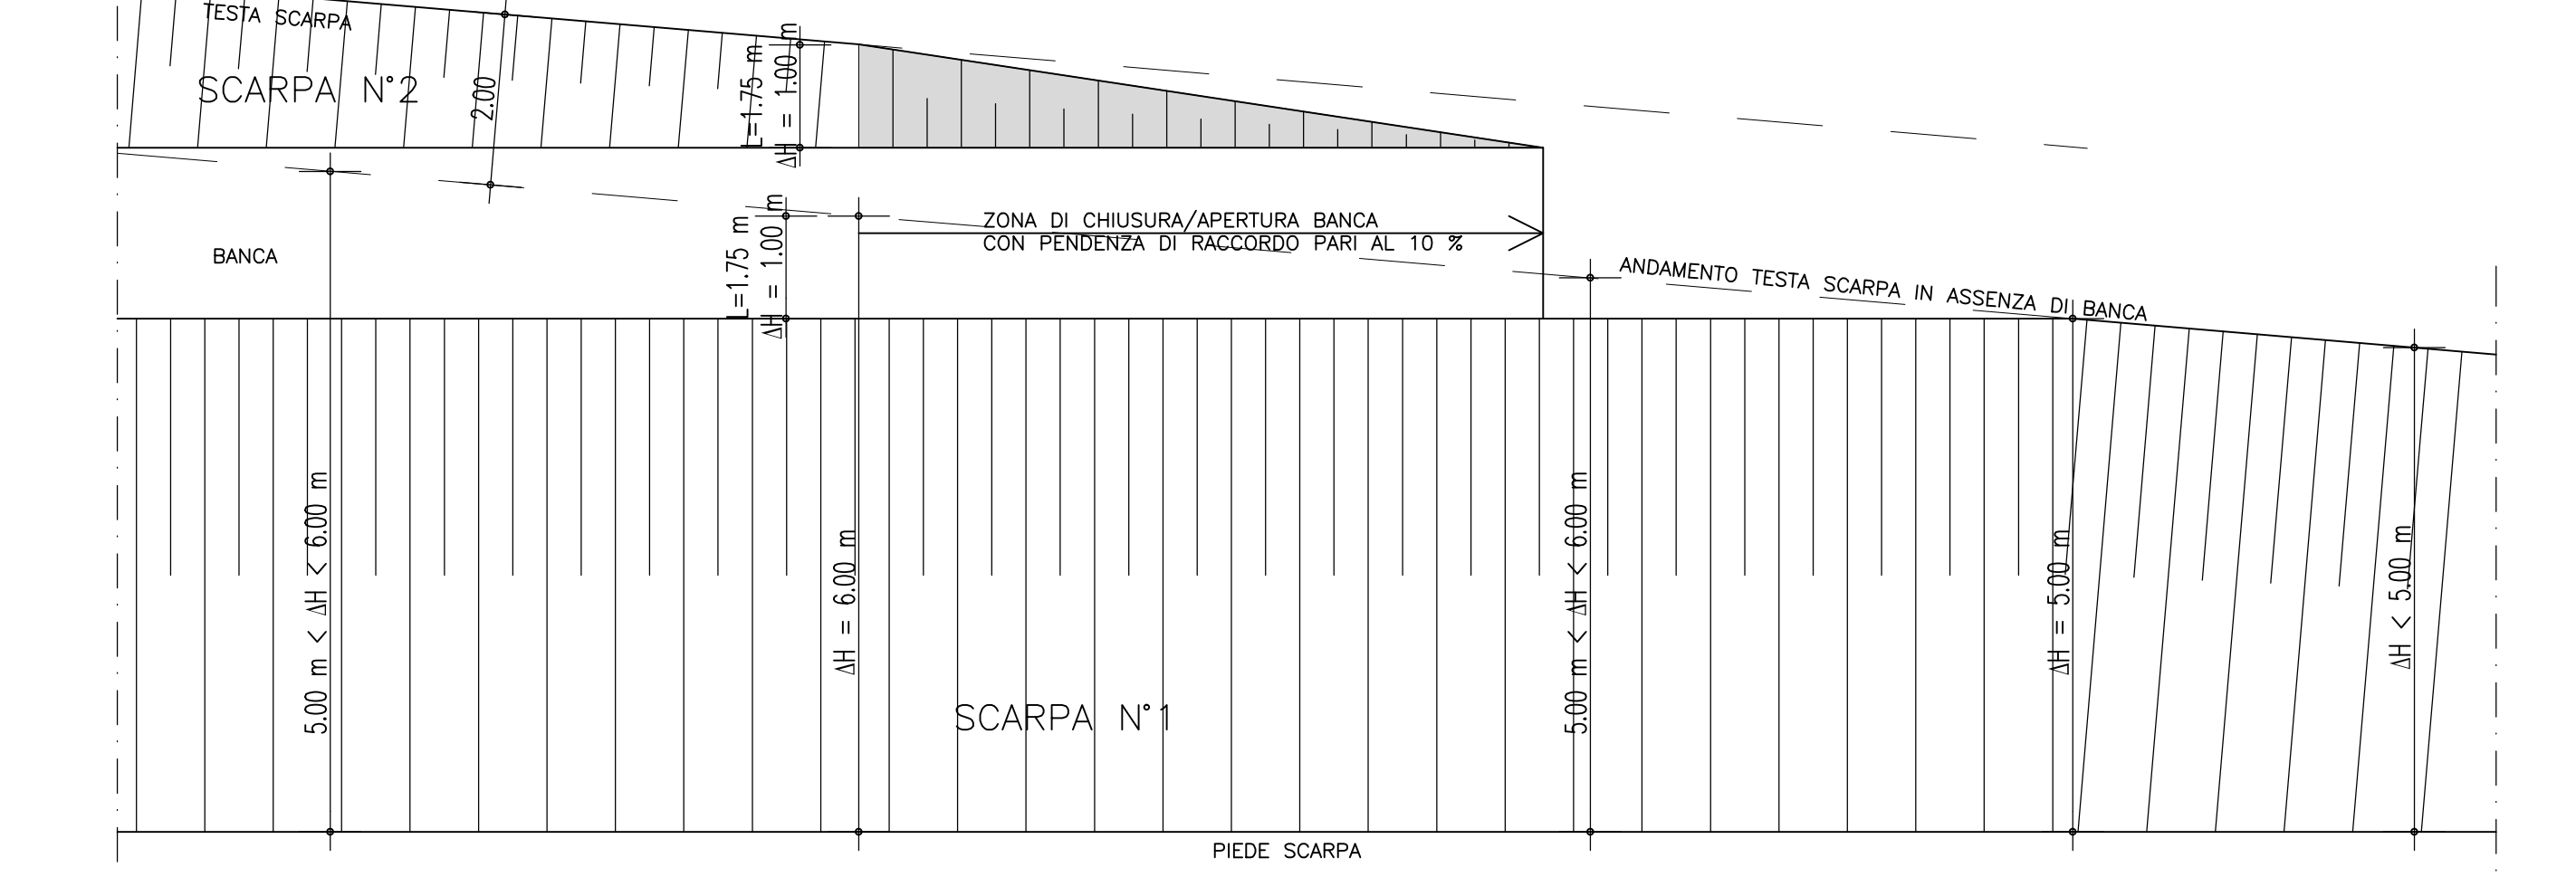 TESTA SCARPA
SCARPA N°2
2.00
L=1.75 m
ΔH = 1.00 m
BANCA
L=1.75 m
ΔH = 1.00 m
ZONA DI CHIUSURA/APERTURA BANCA
CON PENDENZA DI RACCORDO PARI AL 10 %
ANDAMENTO TESTA SCARPA IN ASSENZA DI BANCA
5.00 m < ΔH < 6.00 m
ΔH = 6.00 m
5.00 m < ΔH < 6.00 m
ΔH = 5.00 m
ΔH < 5.00 m
SCARPA N°1
PIEDE SCARPA